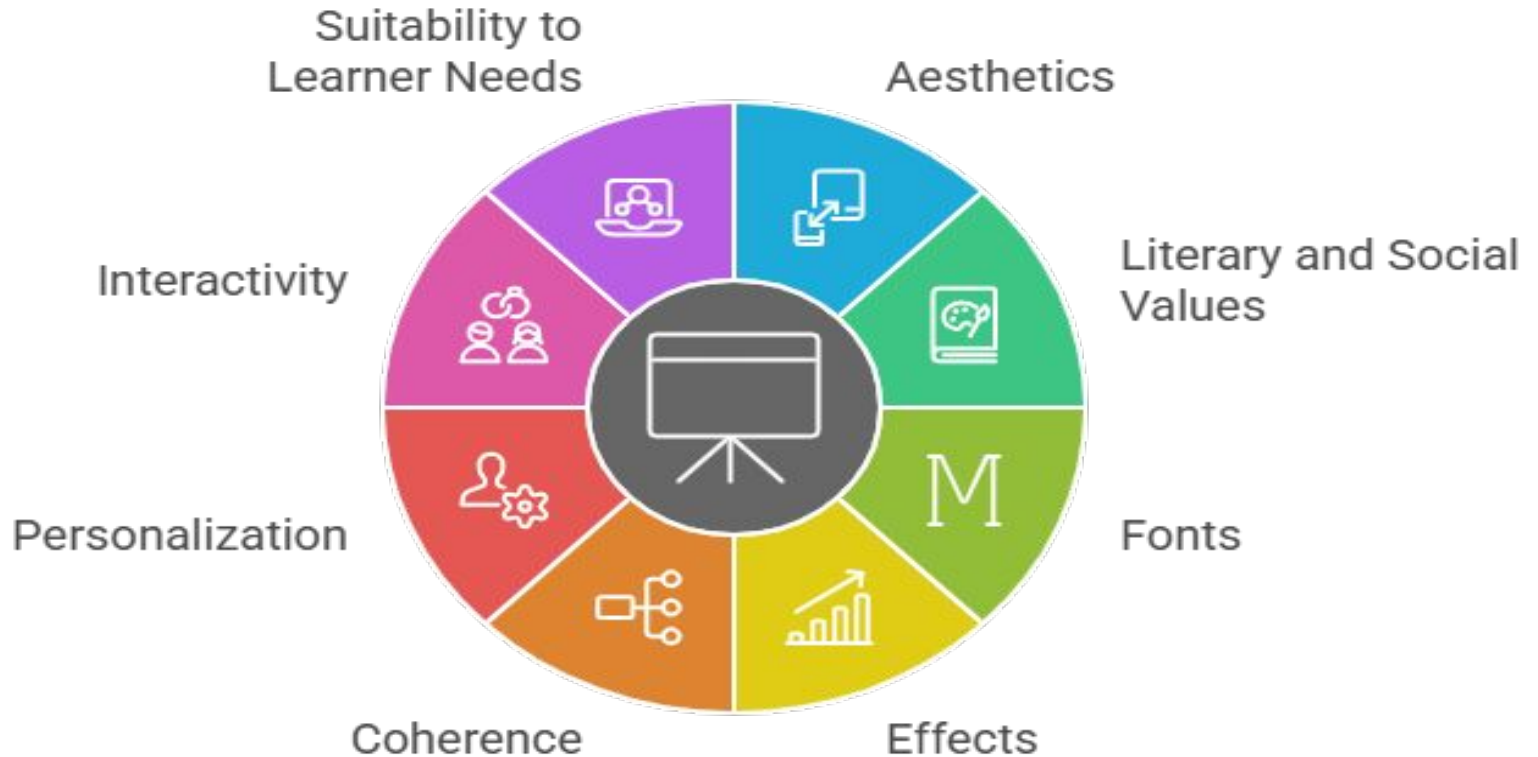 Suitability to
Learner Needs
Aesthetics
Interactivity
Literary and Social
Values
M
Personalization
Fonts
Coherence
Effects